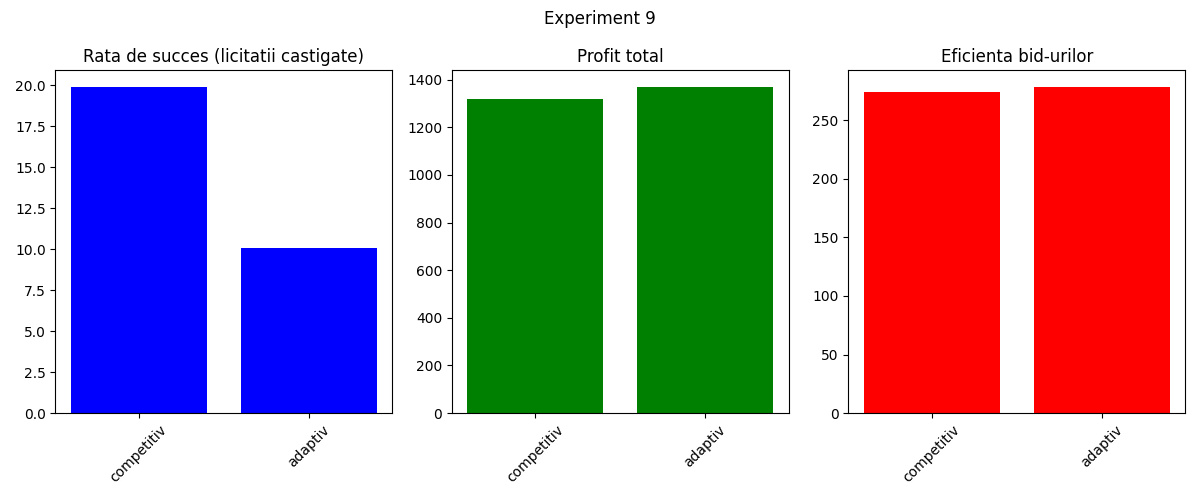 Experiment 9
Rata de succes (licitatii castigate)
20.0
17.5
15.0
12.5
10.0
7.5
5.0
2.5
0.0
competitiv
adaptiv
Profit total
1400
1200
1000
800
600
400
200
0
competitiv
adaptiv
Eficienta bid-urilor
250
200
150
100
50
0
competitiv
adaptiv